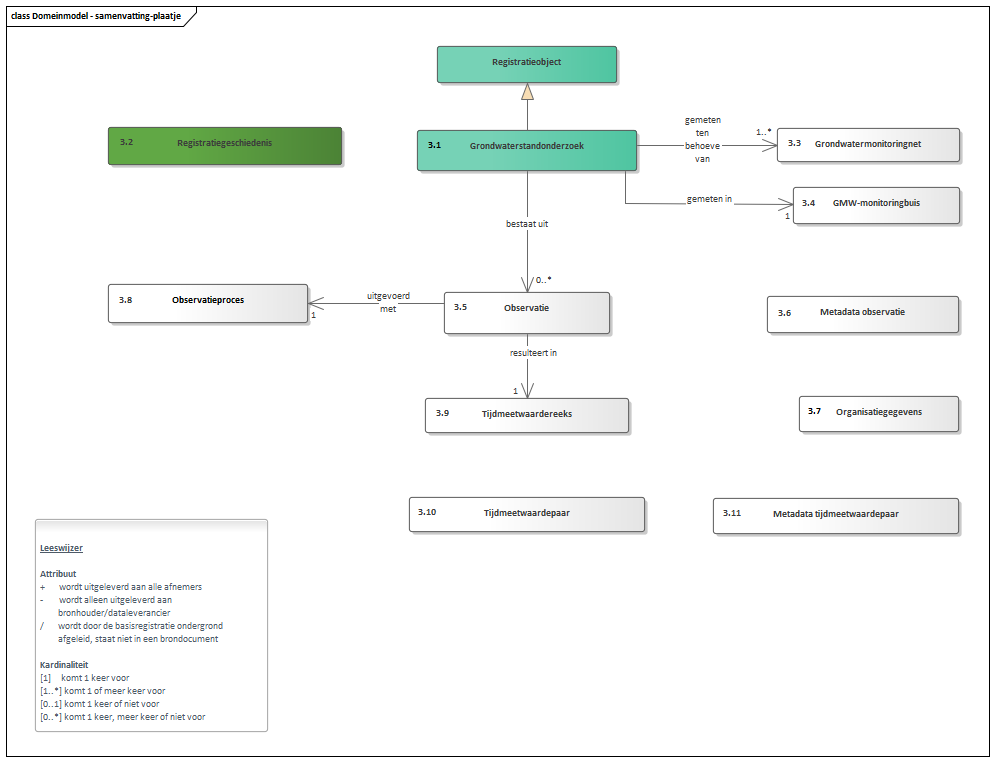 class Domeinmodel - samenvatting-plaatje
Registratieobject
3.2 Registratiegeschiedenis
3.1 Grondwaterstandonderzoek
gemeten
ten
behoeve
van
1..*
3.3 Grondwatermonitoringnet
gemeten in
1
3.4 GMW-monitoringbuis
bestaat uit
0..*
3.8 Observatieproces
1
uitgevoerd
met
3.5 Observatie
3.6 Metadata observatie
resulteert in
1
3.9 Tijdmeetwaardereeks
3.7 Organisatiegegevens
3.10 Tijdmeetwaardepaar
3.11 Metadata tijdmeetwaardepaar
Leeswijzer
Attribuut
+ wordt uitgeleverd aan alle afnemers
- wordt alleen uitgeleverd aan
bronhouder/dataleverancier
/ wordt door de basisregistratie ondergrond
afgeleid, staat niet in een brondocument
Kardinaliteit
[1] komt 1 keer voor
[1..*] komt 1 of meer keer voor
[0..1] komt 1 keer of niet voor
[0..*] komt 1 keer, meer keer of niet voor